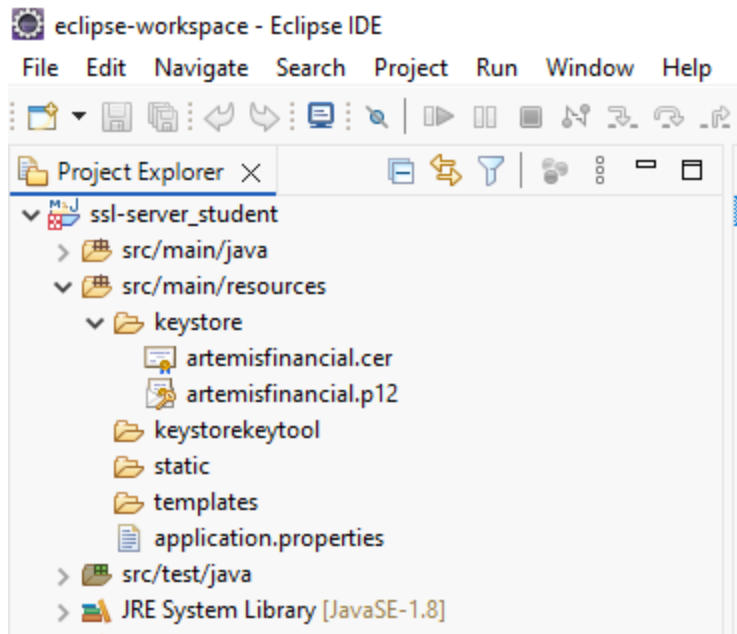 eclipse-workspace - Eclipse IDE
File Edit Navigate Search Project Run Window Help
Project Explorer
ssl-server_student
src/main/java
src/main/resources
keystore
artemisfinancial.cer
artemisfinancial.p12
keystorekeytool
static
templates
application.properties
src/test/java
JRE System Library [JavaSE-1.8]